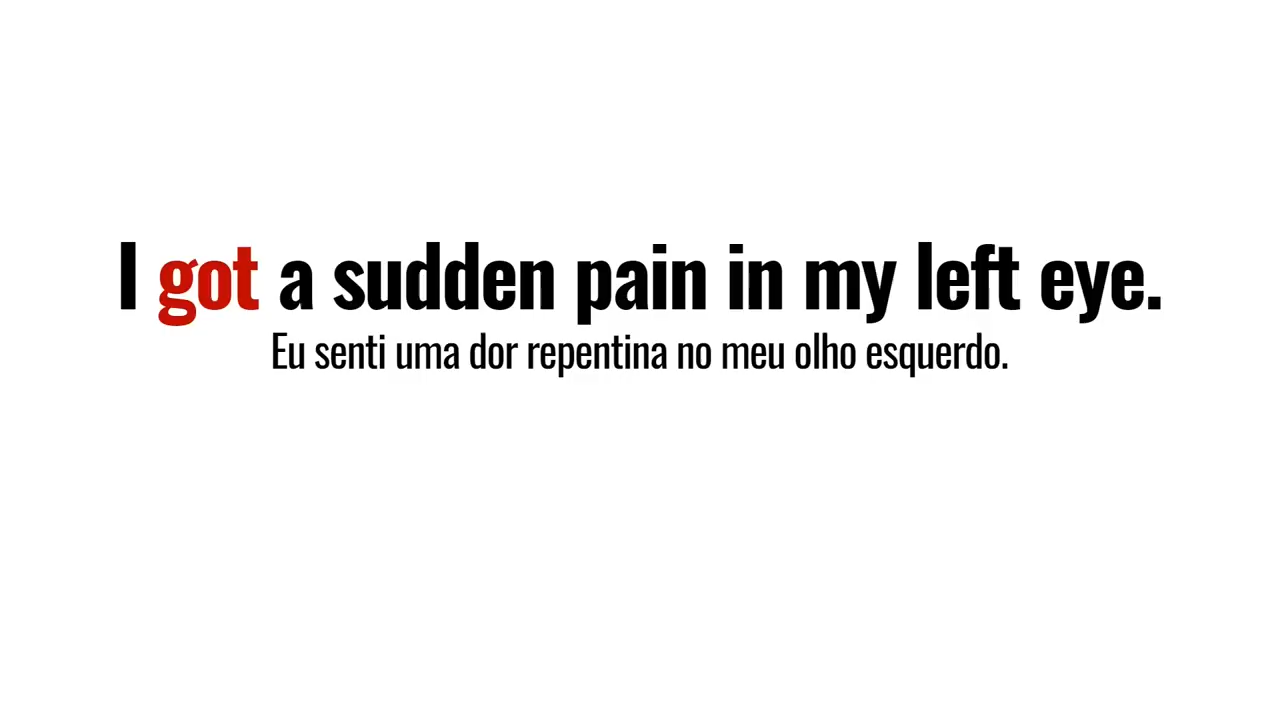 I got a sudden pain in my left eye.
Eu senti uma dor repentina no meu olho esquerdo.